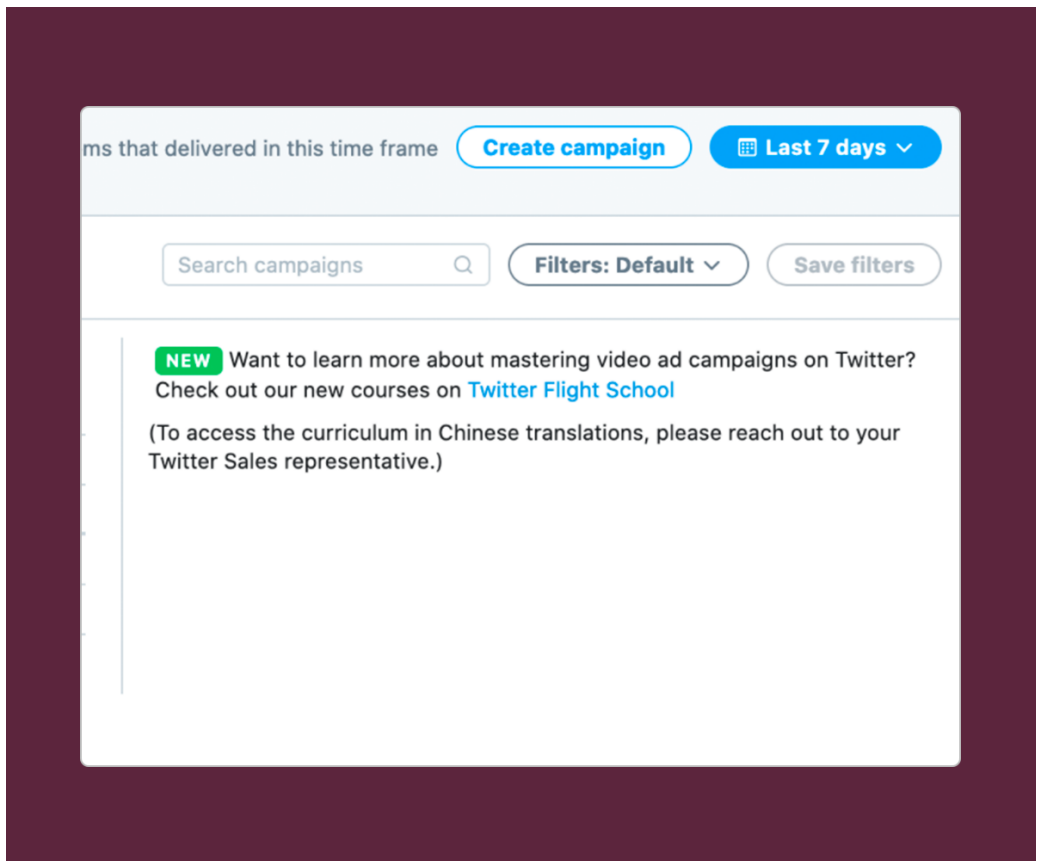 ms that delivered in this time frame Create campaign Last 7 days
Search campaigns Filters: Default Save filters
NEW Want to learn more about mastering video ad campaigns on Twitter?
Check out our new courses on Twitter Flight School
(To access the curriculum in Chinese translations, please reach out to your
Twitter Sales representative.)